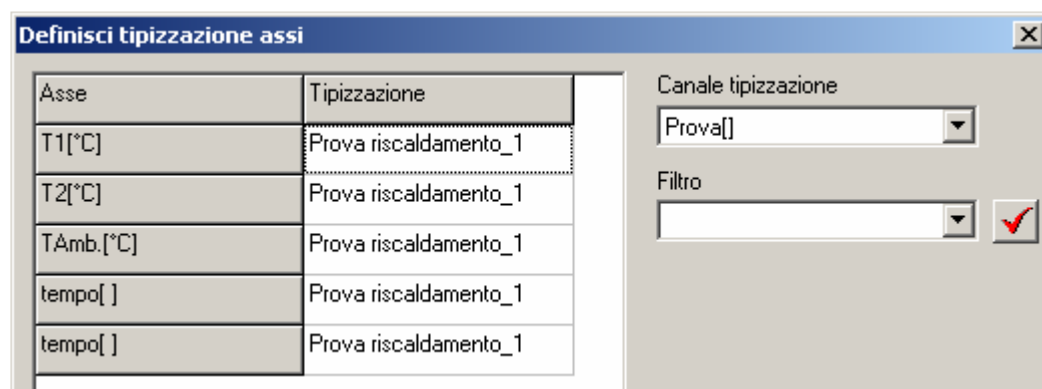 Definisci tipizzazione assi
Asse Tipizzazione
T1[°C] Prova riscaldamento_1
T2[°C] Prova riscaldamento_1
TAmb.[°C] Prova riscaldamento_1
tempo[ ] Prova riscaldamento_1
tempo[ ] Prova riscaldamento_1
Canale tipizzazione
Prova[]
Filtro